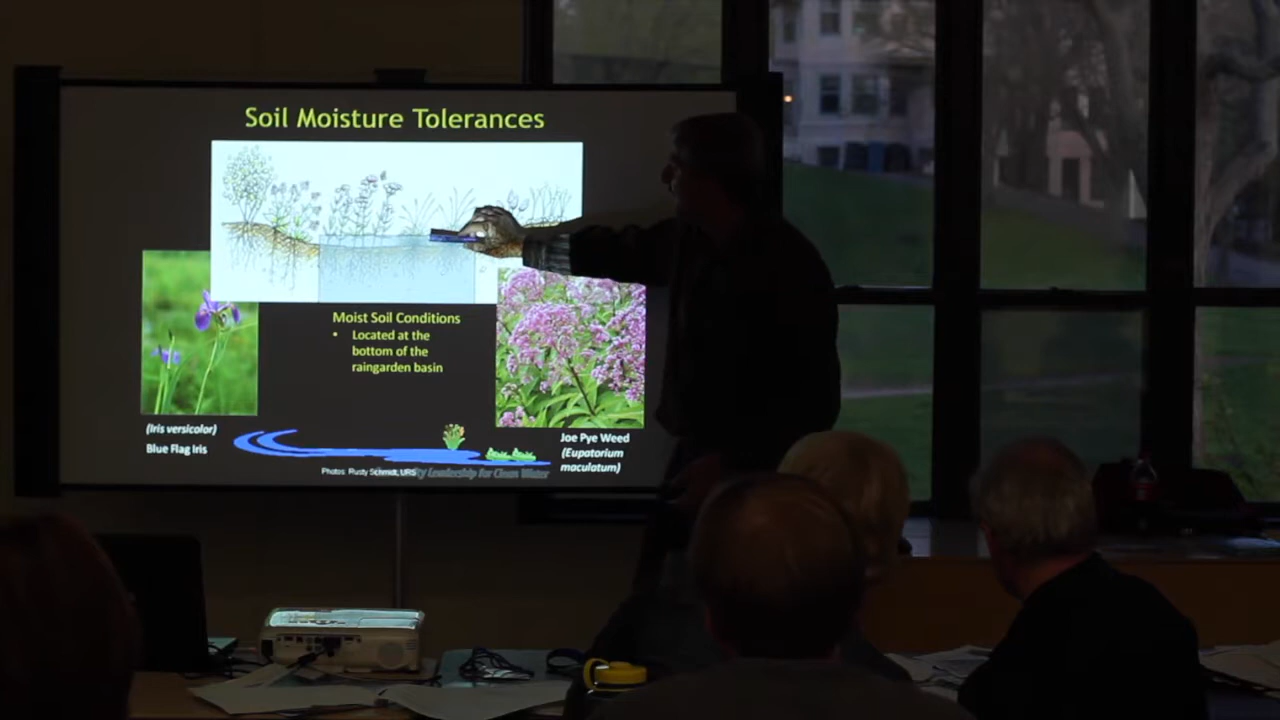 Soil Moisture Tolerances
Moist Soil Conditions
• Located at the
bottom of the
raingarden basin
(Iris versicolor)
Blue Flag Iris
Joe Pye Weed
(Eupatorium
maculatum)
Photos: Rusty Schmidt, URS
Leadership for Clean Water